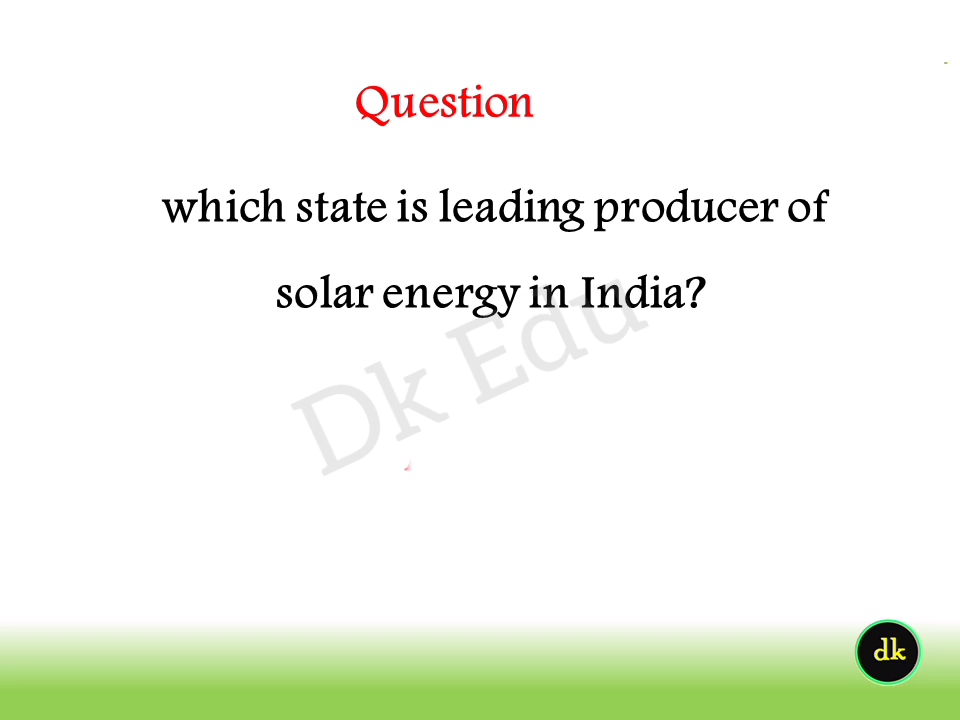 Question
which state is leading producer of
solar energy in India?
Dk Edu
dk